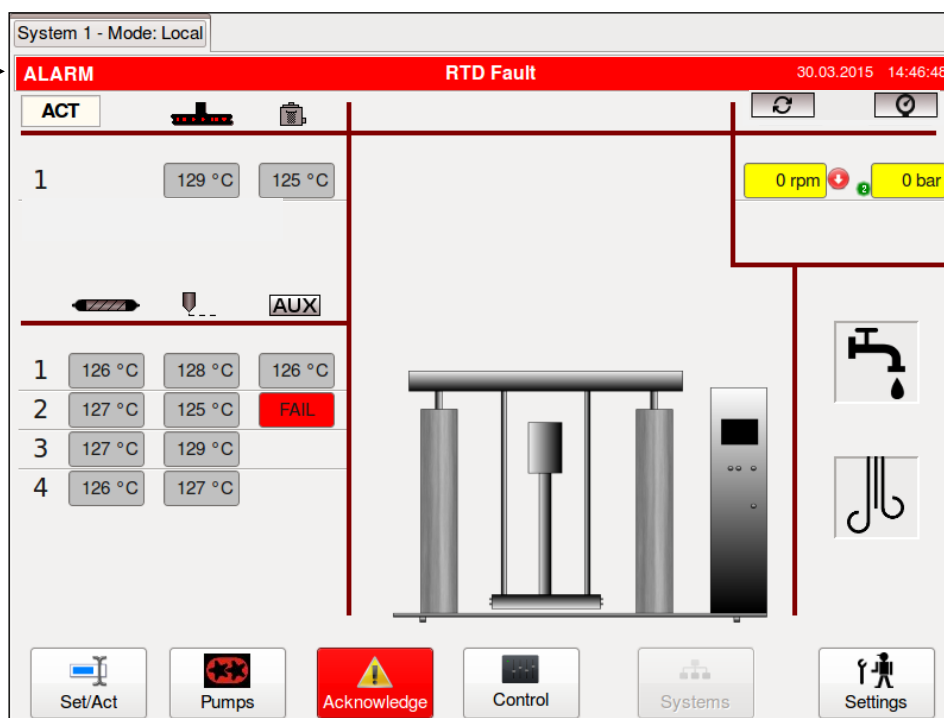 System 1 - Mode: Local
ALARM RTD Fault 30.03.2015 14:46:48
ACT
1 129 °C 125 °C 0 rpm 2 0 bar
AUX
1 126 °C 128 °C 126 °C
2 127 °C 125 °C FAIL
3 127 °C 129 °C
4 126 °C 127 °C
Set/Act Pumps Acknowledge Control Systems Settings